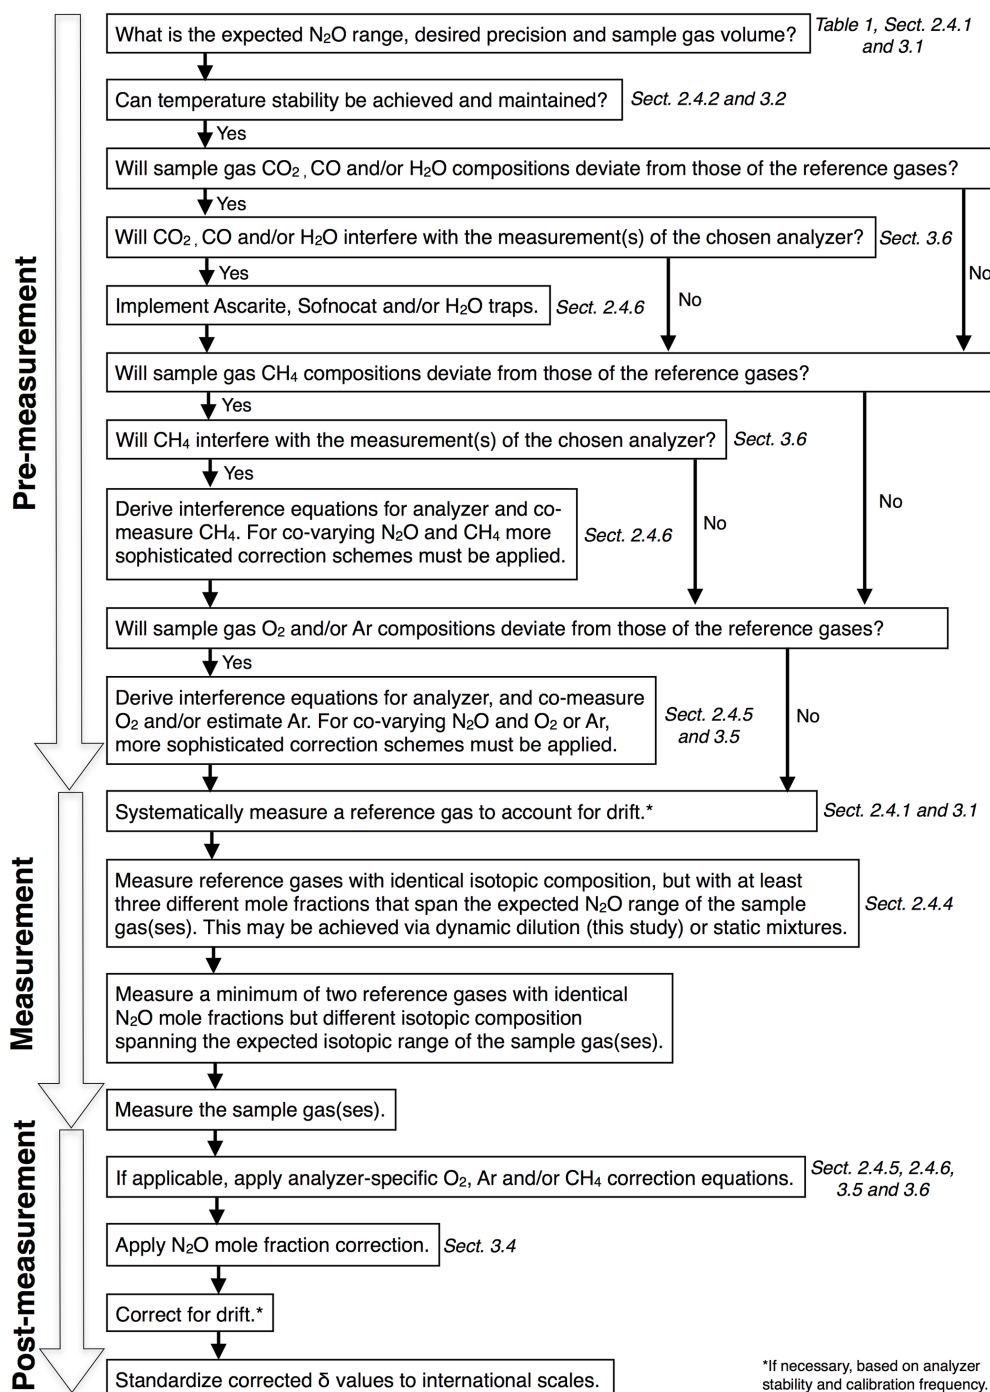 What is the expected N₂O range, desired precision and sample gas volume?
Table 1, Sect. 2.4.1
and 3.1
Can temperature stability be achieved and maintained?
Sect. 2.4.2 and 3.2
Yes
Will sample gas CO₂ , CO and/or H₂O compositions deviate from those of the reference gases?
Yes
No
Will CO₂ , CO and/or H₂O interfere with the measurement(s) of the chosen analyzer?
Sect. 3.6
Yes
No
Implement Ascarite, Sofnocat and/or H₂O traps.
Sect. 2.4.6
Will sample gas CH₄ compositions deviate from those of the reference gases?
Yes
No
Will CH₄ interfere with the measurement(s) of the chosen analyzer?
Sect. 3.6
Yes
No
Derive interference equations for analyzer and co-
measure CH₄. For co-varying N₂O and CH₄ more
sophisticated correction schemes must be applied.
Sect. 2.4.6
Will sample gas O₂ and/or Ar compositions deviate from those of the reference gases?
Yes
No
Derive interference equations for analyzer, and co-measure
O₂ and/or estimate Ar. For co-varying N₂O and O₂ or Ar,
more sophisticated correction schemes must be applied.
Sect. 2.4.5
and 3.5
Pre-measurement
Systematically measure a reference gas to account for drift.*
Sect. 2.4.1 and 3.1
Measure reference gases with identical isotopic composition, but with at least
three different mole fractions that span the expected N₂O range of the sample
gas(ses). This may be achieved via dynamic dilution (this study) or static mixtures.
Sect. 2.4.4
Measure a minimum of two reference gases with identical
N₂O mole fractions but different isotopic composition
spanning the expected isotopic range of the sample gas(ses).
Measure the sample gas(ses).
Measurement
If applicable, apply analyzer-specific O₂, Ar and/or CH₄ correction equations.
Sect. 2.4.5, 2.4.6,
3.5 and 3.6
Apply N₂O mole fraction correction.
Sect. 3.4
Correct for drift.*
Standardize corrected δ values to international scales.
Post-measurement
*If necessary, based on analyzer
stability and calibration frequency.